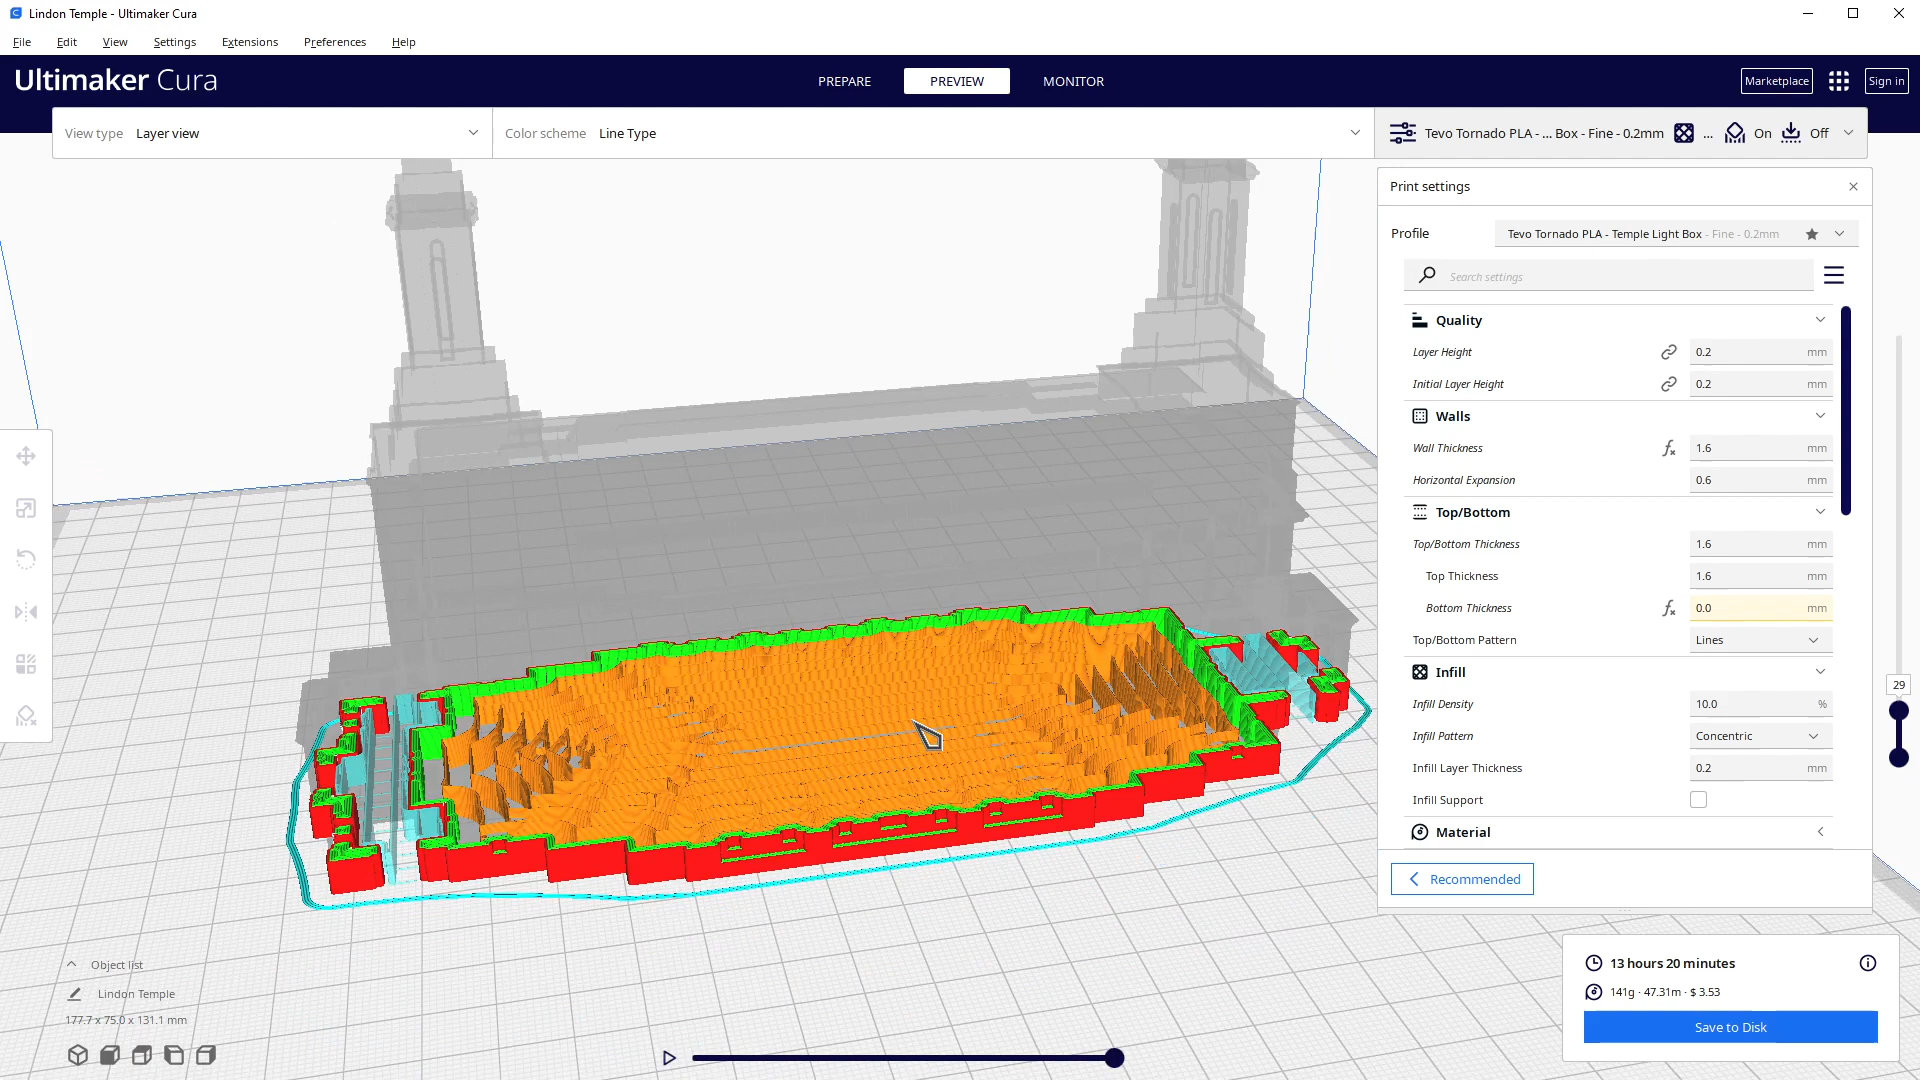 Lindon Temple - Ultimaker Cura
File Edit View Settings Extensions Preferences Help
Ultimaker Cura
PREPARE PREVIEW MONITOR
Marketplace Sign in
View type Layer view Color scheme Line Type Tevo Tornado PLA - ... Box - Fine - 0.2mm ... On Off
Print settings
Profile Tevo Tornado PLA - Temple Light Box - Fine - 0.2mm
Search settings
Quality
Layer Height 0.2 mm
Initial Layer Height 0.2 mm
Walls
Wall Thickness 1.6 mm
Horizontal Expansion 0.6 mm
Top/Bottom
Top/Bottom Thickness 1.6 mm
Top Thickness 1.6 mm
Bottom Thickness 0.0 mm
Top/Bottom Pattern Lines
Infill
Infill Density 10.0 %
Infill Pattern Concentric
Infill Layer Thickness 0.2 mm
Infill Support
Material
Recommended
29
Object list
Lindon Temple
177.7 x 75.0 x 131.1 mm
13 hours 20 minutes
141g · 47.31m · $ 3.53
Save to Disk